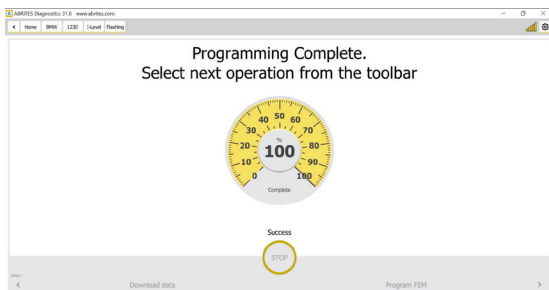 ABRITES Diagnostics 31.6 www.abrites.com
Home BMW 1230 I-Level Flashing
Programming Complete.
Select next operation from the toolbar
0 10 20 30 40 50 60 70 80 90 100
%
100
Complete
Success
STOP
Steps
Download data Program FEM